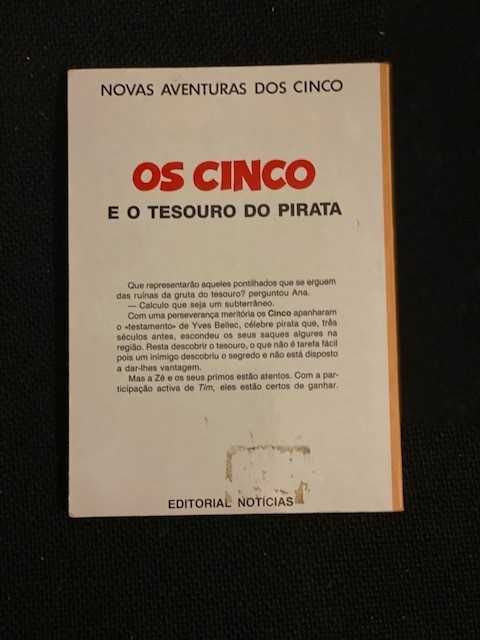 NOVAS AVENTURAS DOS CINCO
OS CINCO
E O TESOURO DO PIRATA
Que representarão aqueles pontilhados que se erguem
das ruínas da gruta do tesouro? perguntou Ana.
— Calculo que seja um subterrâneo.
Com uma perseverança meritória os Cinco apanharam
o «testamento» de Yves Bellec, célebre pirata que, três
séculos antes, escondeu os seus saques algures na
região. Resta descobrir o tesouro, o que não é tarefa fácil
pois um inimigo descobriu o segredo e não está disposto
a dar-lhes vantagem.
Mas a Zé e os seus primos estão atentos. Com a par-
ticipação activa de Tim, eles estão certos de ganhar.
EDITORIAL NOTÍCIAS